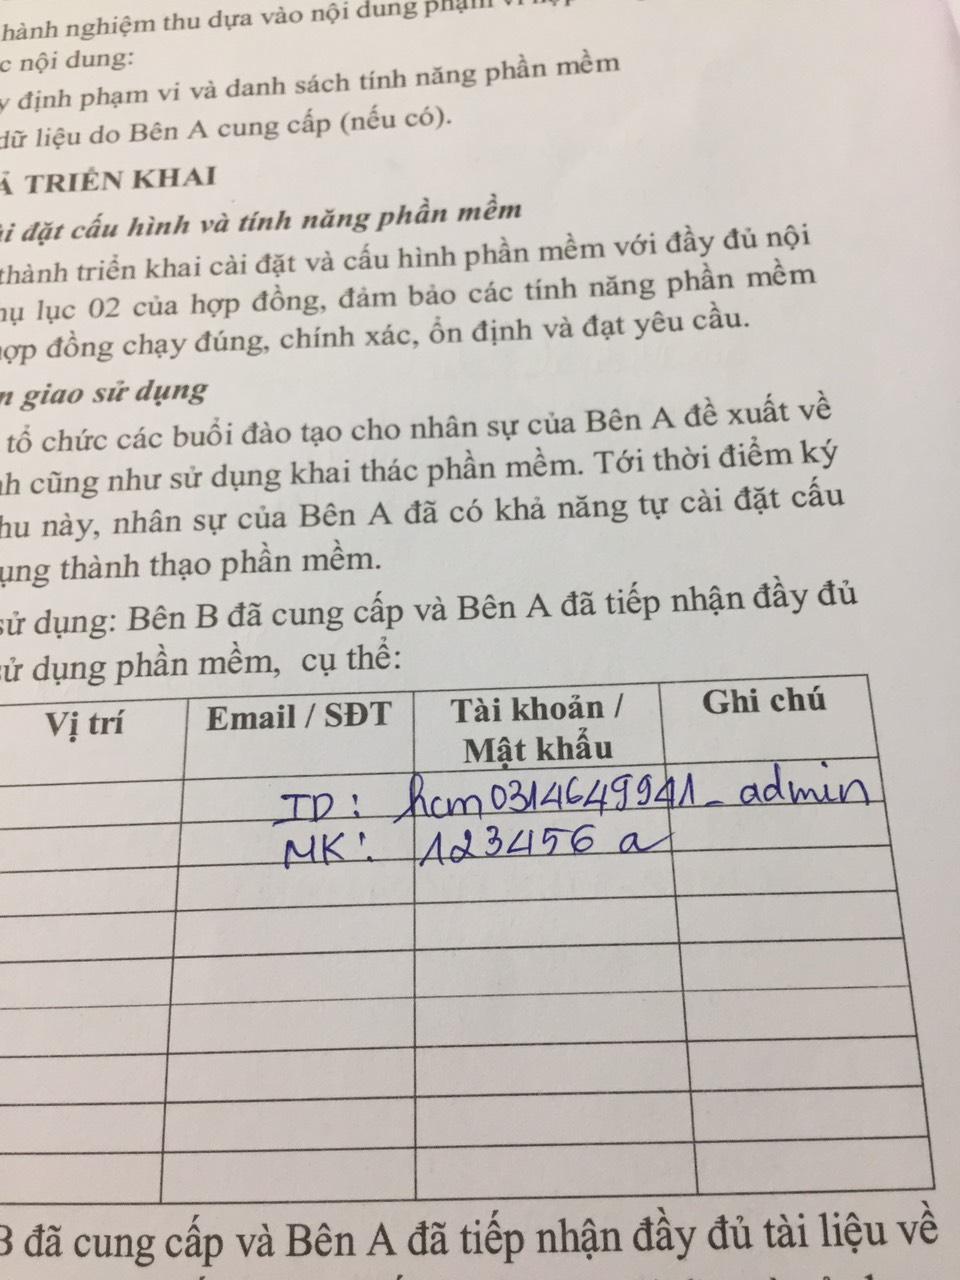 hành nghiệm thu dựa vào nội dung phạm vi
c nội dung:
y định phạm vi và danh sách tính năng phần mềm
dữ liệu do Bên A cung cấp (nếu có).
Ả TRIỂN KHAI
ài đặt cấu hình và tính năng phần mềm
thành triển khai cài đặt và cấu hình phần mềm với đầy đủ nội
hụ lục 02 của hợp đồng, đảm bảo các tính năng phần mềm
hợp đồng chạy đúng, chính xác, ổn định và đạt yêu cầu.
n giao sử dụng
tổ chức các buổi đào tạo cho nhân sự của Bên A đề xuất về
nh cũng như sử dụng khai thác phần mềm. Tới thời điểm ký
hu này, nhân sự của Bên A đã có khả năng tự cài đặt cấu
ụng thành thạo phần mềm.
sử dụng: Bên B đã cung cấp và Bên A đã tiếp nhận đầy đủ
sử dụng phần mềm, cụ thể:
Vị trí Email / SĐT Tài khoản / Ghi chú
Mật khẩu
ID: hcm0314649941_admin
MK: 123456a
B đã cung cấp và Bên A đã tiếp nhận đầy đủ tài liệu về